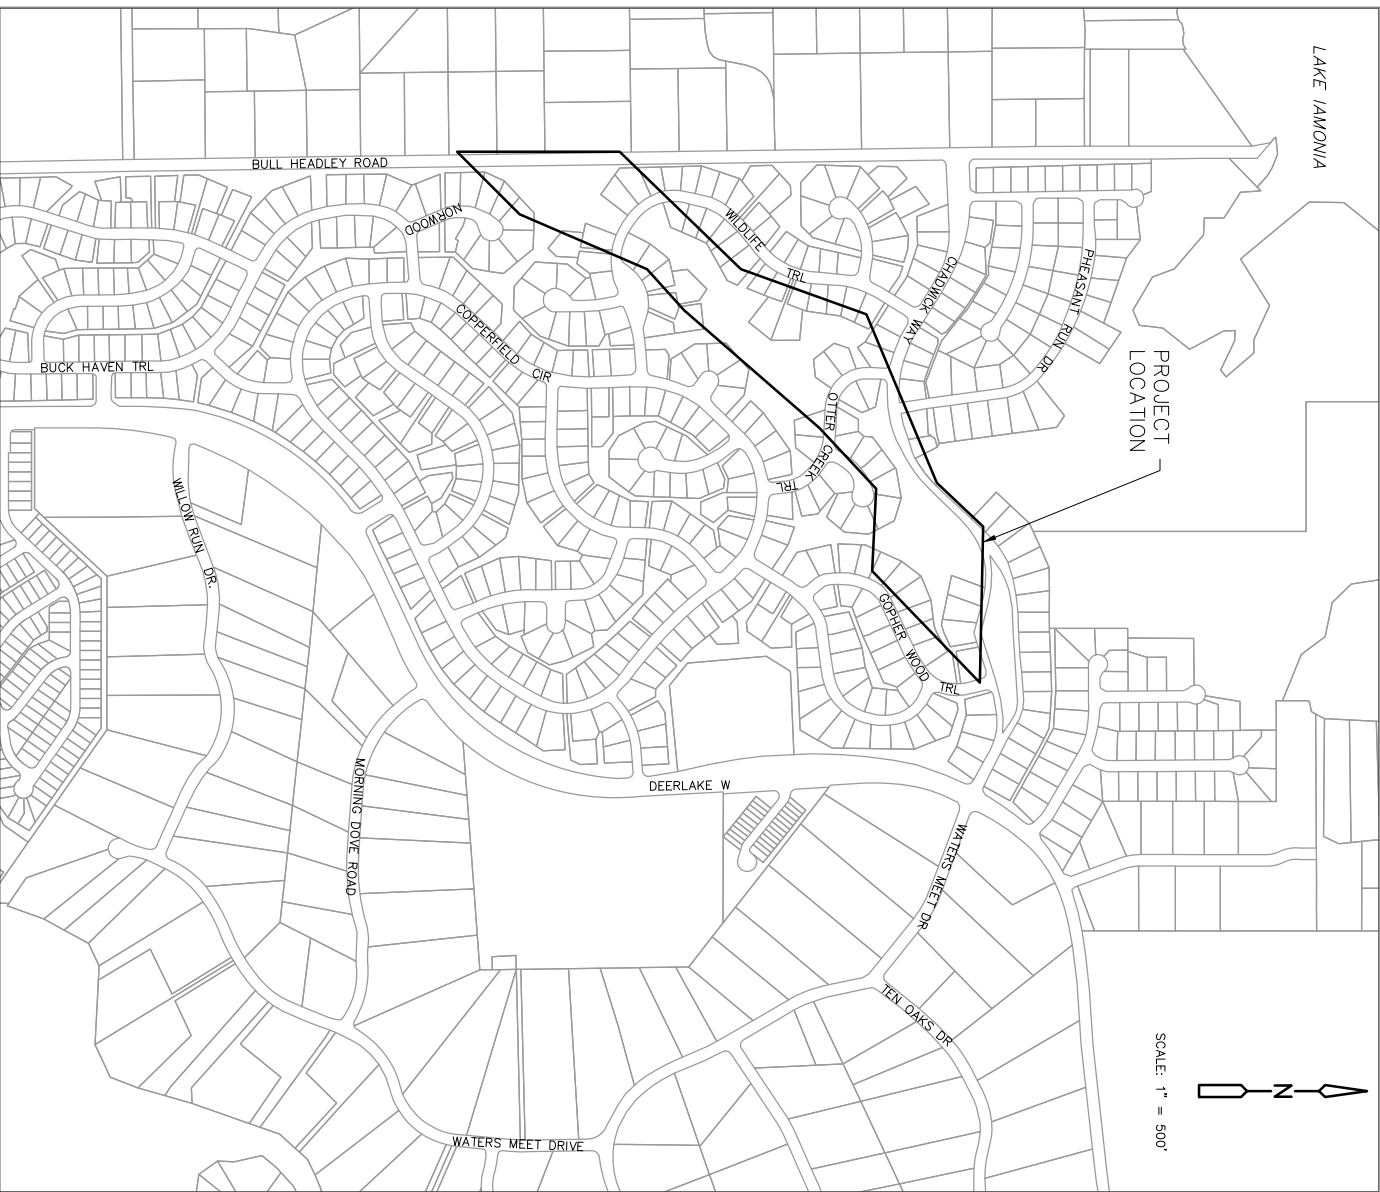 LAKE IAMONIA
BULL HEADLEY ROAD
NORWOOD
WILDLIFE
TRL
CHADWICK WAY
PHEASANT RUN DR
COPPERFIELD
CIR
BUCK HAVEN TRL
PROJECT
LOCATION
OTTER
CREEK
TRL
WILLOW RUN DR.
GOPHER WOOD
TRL
MORNING DOVE ROAD
DEERLAKE W
WATERS MEET DR
TEN OAKS DR
WATERS MEET DRIVE
N
SCALE: 1" = 500'